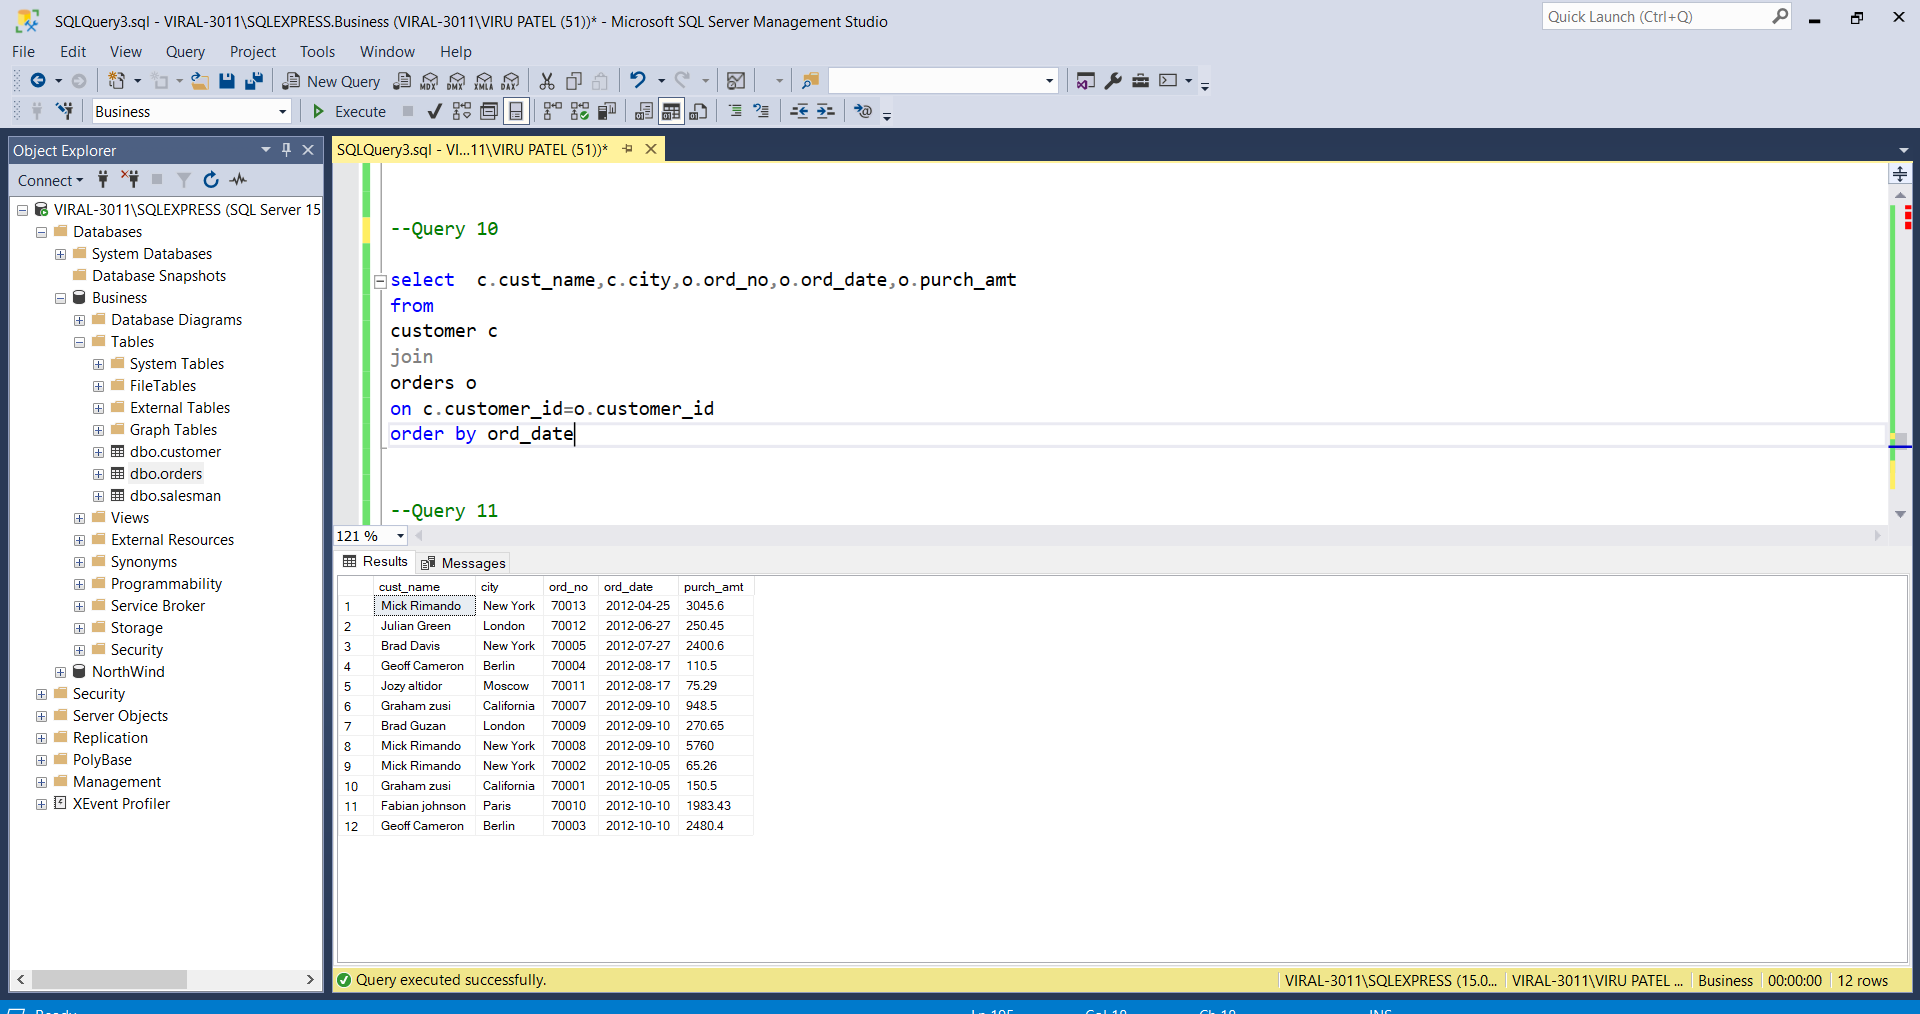 SQLQuery3.sql - VIRAL-3011\SQLEXPRESS.Business (VIRAL-3011\VIRU PATEL (51))* - Microsoft SQL Server Management Studio
Quick Launch (Ctrl+Q)
File Edit View Query Project Tools Window Help
New Query MDX DMX XMLA DAX
Business Execute
Object Explorer
Connect
VIRAL-3011\SQLEXPRESS (SQL Server 15
Databases
System Databases
Database Snapshots
Business
Database Diagrams
Tables
System Tables
FileTables
External Tables
Graph Tables
dbo.customer
dbo.orders
dbo.salesman
Views
External Resources
Synonyms
Programmability
Service Broker
Storage
Security
NorthWind
Security
Server Objects
Replication
PolyBase
Management
XEvent Profiler
SQLQuery3.sql - VI...11\VIRU PATEL (51))*
--Query 10
select  c.cust_name,c.city,o.ord_no,o.ord_date,o.purch_amt
from
customer c
join
orders o
on c.customer_id=o.customer_id
order by ord_date
--Query 11
121 %
Results Messages
cust_name city ord_no ord_date purch_amt
1 Mick Rimando New York 70013 2012-04-25 3045.6
2 Julian Green London 70012 2012-06-27 250.45
3 Brad Davis New York 70005 2012-07-27 2400.6
4 Geoff Cameron Berlin 70004 2012-08-17 110.5
5 Jozy altidor Moscow 70011 2012-08-17 75.29
6 Graham zusi California 70007 2012-09-10 948.5
7 Brad Guzan London 70009 2012-09-10 270.65
8 Mick Rimando New York 70008 2012-09-10 5760
9 Mick Rimando New York 70002 2012-10-05 65.26
10 Graham zusi California 70001 2012-10-05 150.5
11 Fabian johnson Paris 70010 2012-10-10 1983.43
12 Geoff Cameron Berlin 70003 2012-10-10 2480.4
Query executed successfully.
VIRAL-3011\SQLEXPRESS (15.0... VIRAL-3011\VIRU PATEL ... Business 00:00:00 12 rows